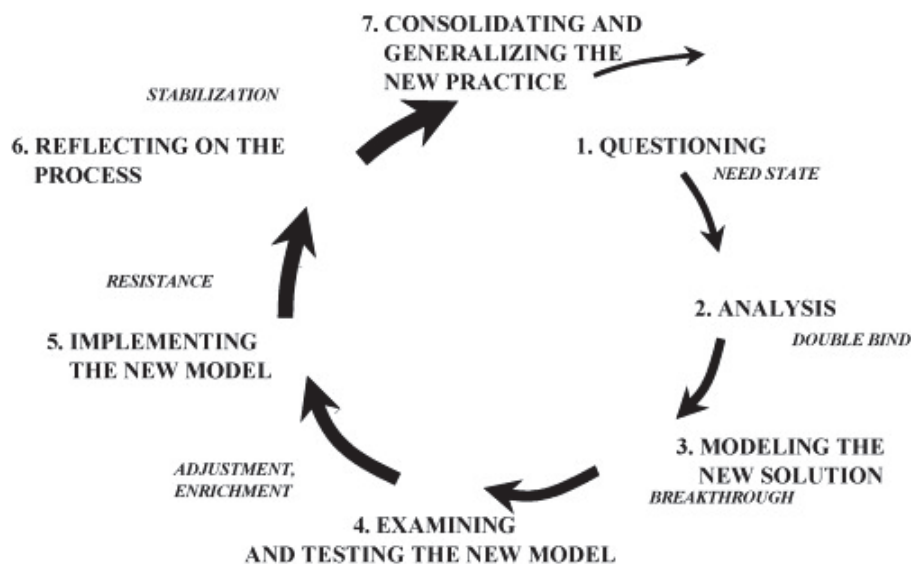 7. CONSOLIDATING AND
GENERALIZING THE
NEW PRACTICE
STABILIZATION
6. REFLECTING ON THE
PROCESS
1. QUESTIONING
NEED STATE
RESISTANCE
2. ANALYSIS
DOUBLE BIND
5. IMPLEMENTING
THE NEW MODEL
3. MODELING THE
NEW SOLUTION
BREAKTHROUGH
ADJUSTMENT,
ENRICHMENT
4. EXAMINING
AND TESTING THE NEW MODEL